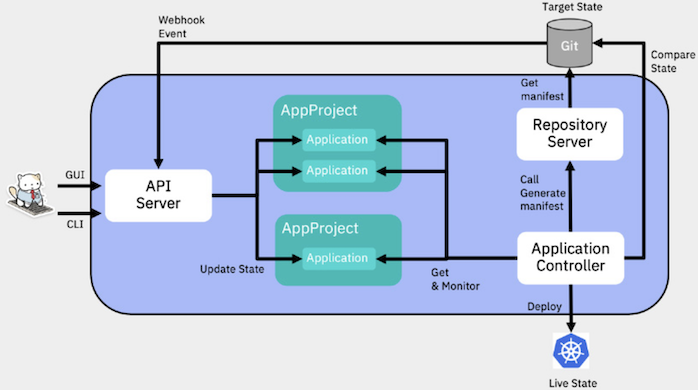 Target State
Webhook
Event
Git
Compare
State
Get
manifest
AppProject
Application
Application
Repository
Server
GUI
API
Server
CLI
Call
Generate
manifest
AppProject
Application
Update State
Get
& Monitor
Application
Controller
Deploy
Live State